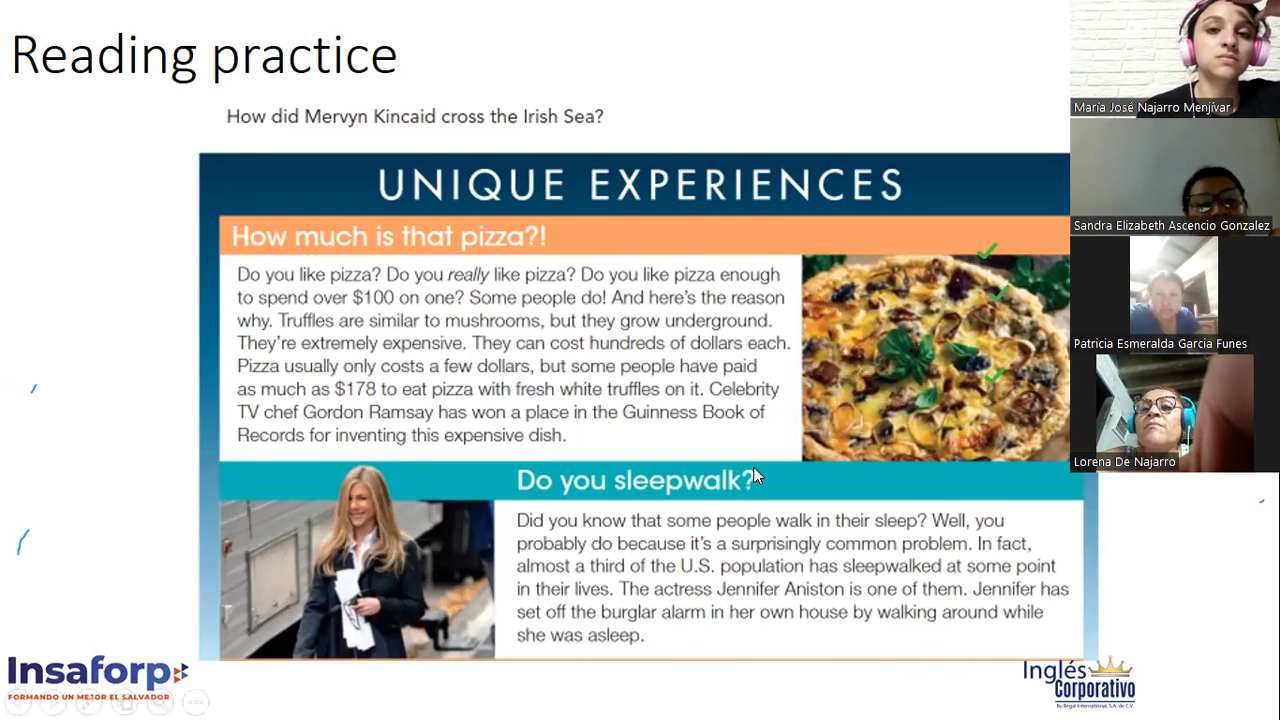 Reading practice
How did Mervyn Kincaid cross the Irish Sea?
UNIQUE EXPERIENCES
How much is that pizza?!
Do you like pizza? Do you really like pizza? Do you like pizza enough
to spend over $100 on one? Some people do! And here's the reason
why. Truffles are similar to mushrooms, but they grow underground.
They're extremely expensive. They can cost hundreds of dollars each.
Pizza usually only costs a few dollars, but some people have paid
as much as $178 to eat pizza with fresh white truffles on it. Celebrity
TV chef Gordon Ramsay has won a place in the Guinness Book of
Records for inventing this expensive dish.
Do you sleepwalk?
Did you know that some people walk in their sleep? Well, you
probably do because it's a surprisingly common problem. In fact,
almost a third of the U.S. population has sleepwalked at some point
in their lives. The actress Jennifer Aniston is one of them. Jennifer has
set off the burglar alarm in her own house by walking around while
she was asleep.
Insaforp
FORMANDO UN MEJOR EL SALVADOR
Inglés
Corporativo
By Regal International, S.A. de C.V.
María José Najarro Menjívar
Sandra Elizabeth Ascencio Gonzalez
Patricia Esmeralda Garcia Funes
Lorena De Najarro